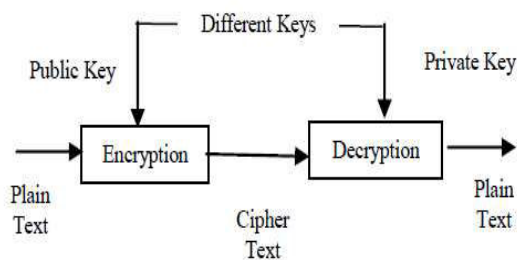 Different Keys
Public Key
Private Key
Encryption
Decryption
Plain
Text
Cipher
Text
Plain
Text